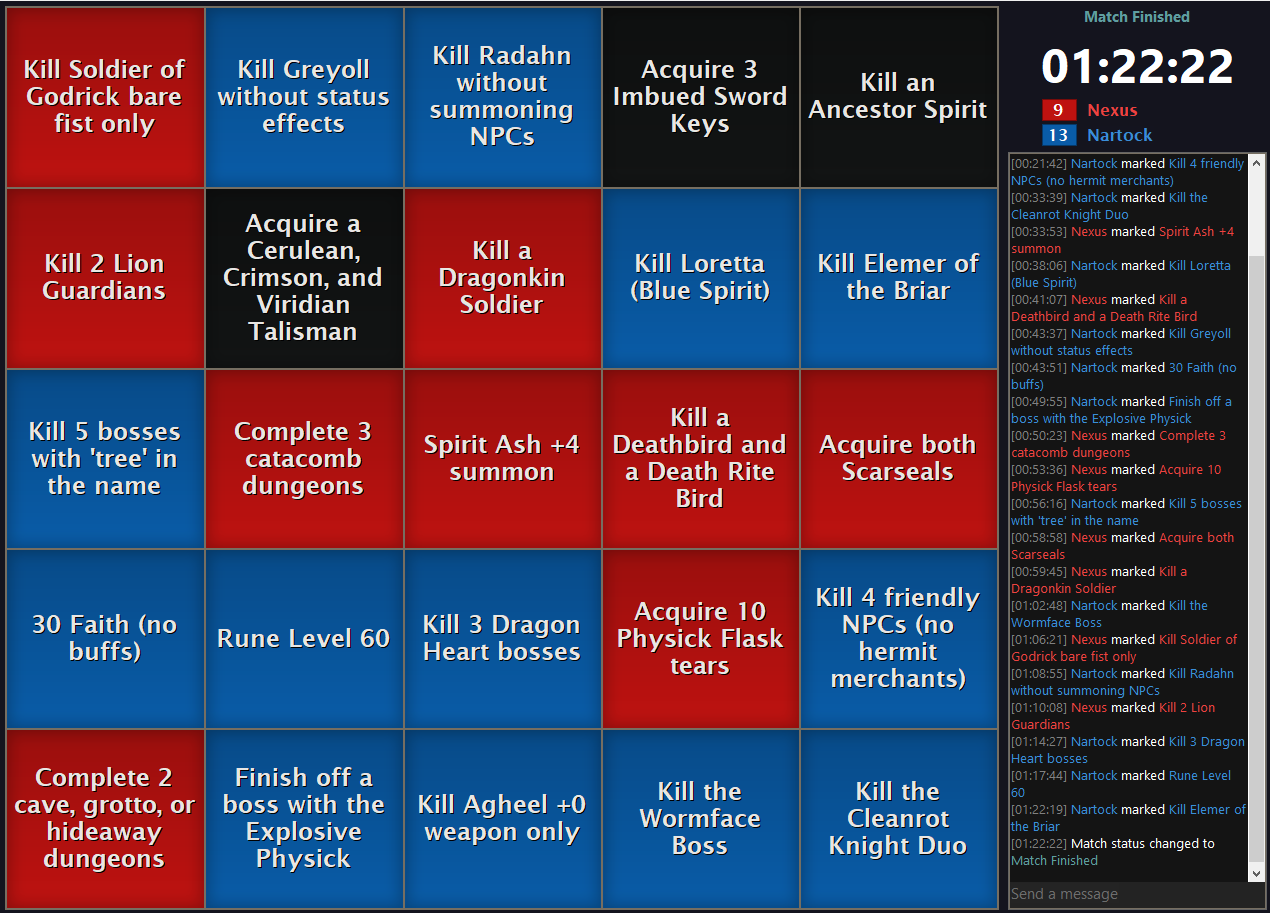 Kill Soldier of
Godrick bare
fist only
Kill Greyoll
without status
effects
Kill Radahn
without
summoning
NPCs
Acquire 3
Imbued Sword
Keys
Kill an
Ancestor Spirit
Kill 2 Lion
Guardians
Acquire a
Cerulean,
Crimson, and
Viridian
Talisman
Kill a
Dragonkin
Soldier
Kill Loretta
(Blue Spirit)
Kill Elemer of
the Briar
Kill 5 bosses
with 'tree' in
the name
Complete 3
catacomb
dungeons
Spirit Ash +4
summon
Kill a
Deathbird and
a Death Rite
Bird
Acquire both
Scarseals
30 Faith (no
buffs)
Rune Level 60
Kill 3 Dragon
Heart bosses
Acquire 10
Physick Flask
tears
Kill 4 friendly
NPCs (no
hermit
merchants)
Complete 2
cave, grotto, or
hideaway
dungeons
Finish off a
boss with the
Explosive
Physick
Kill Agheel +0
weapon only
Kill the
Wormface
Boss
Kill the
Cleanrot
Knight Duo
Match Finished
01:22:22
9 Nexus
13 Nartock
[00:21:42] Nartock marked Kill 4 friendly
NPCs (no hermit merchants)
[00:33:39] Nartock marked Kill the
Cleanrot Knight Duo
[00:33:53] Nexus marked Spirit Ash +4
summon
[00:38:06] Nartock marked Kill Loretta
(Blue Spirit)
[00:41:07] Nexus marked Kill a
Deathbird and a Death Rite Bird
[00:43:37] Nartock marked Kill Greyoll
without status effects
[00:43:51] Nartock marked 30 Faith (no
buffs)
[00:49:55] Nartock marked Finish off a
boss with the Explosive Physick
[00:50:23] Nexus marked Complete 3
catacomb dungeons
[00:53:36] Nexus marked Acquire 10
Physick Flask tears
[00:56:16] Nartock marked Kill 5 bosses
with 'tree' in the name
[00:58:58] Nexus marked Acquire both
Scarseals
[00:59:45] Nexus marked Kill a
Dragonkin Soldier
[01:02:48] Nartock marked Kill the
Wormface Boss
[01:06:21] Nexus marked Kill Soldier of
Godrick bare fist only
[01:08:55] Nartock marked Kill Radahn
without summoning NPCs
[01:10:08] Nexus marked Kill 2 Lion
Guardians
[01:14:27] Nartock marked Kill 3 Dragon
Heart bosses
[01:17:44] Nartock marked Rune Level
60
[01:22:19] Nartock marked Kill Elemer of
the Briar
[01:22:22] Match status changed to
Match Finished
Send a message